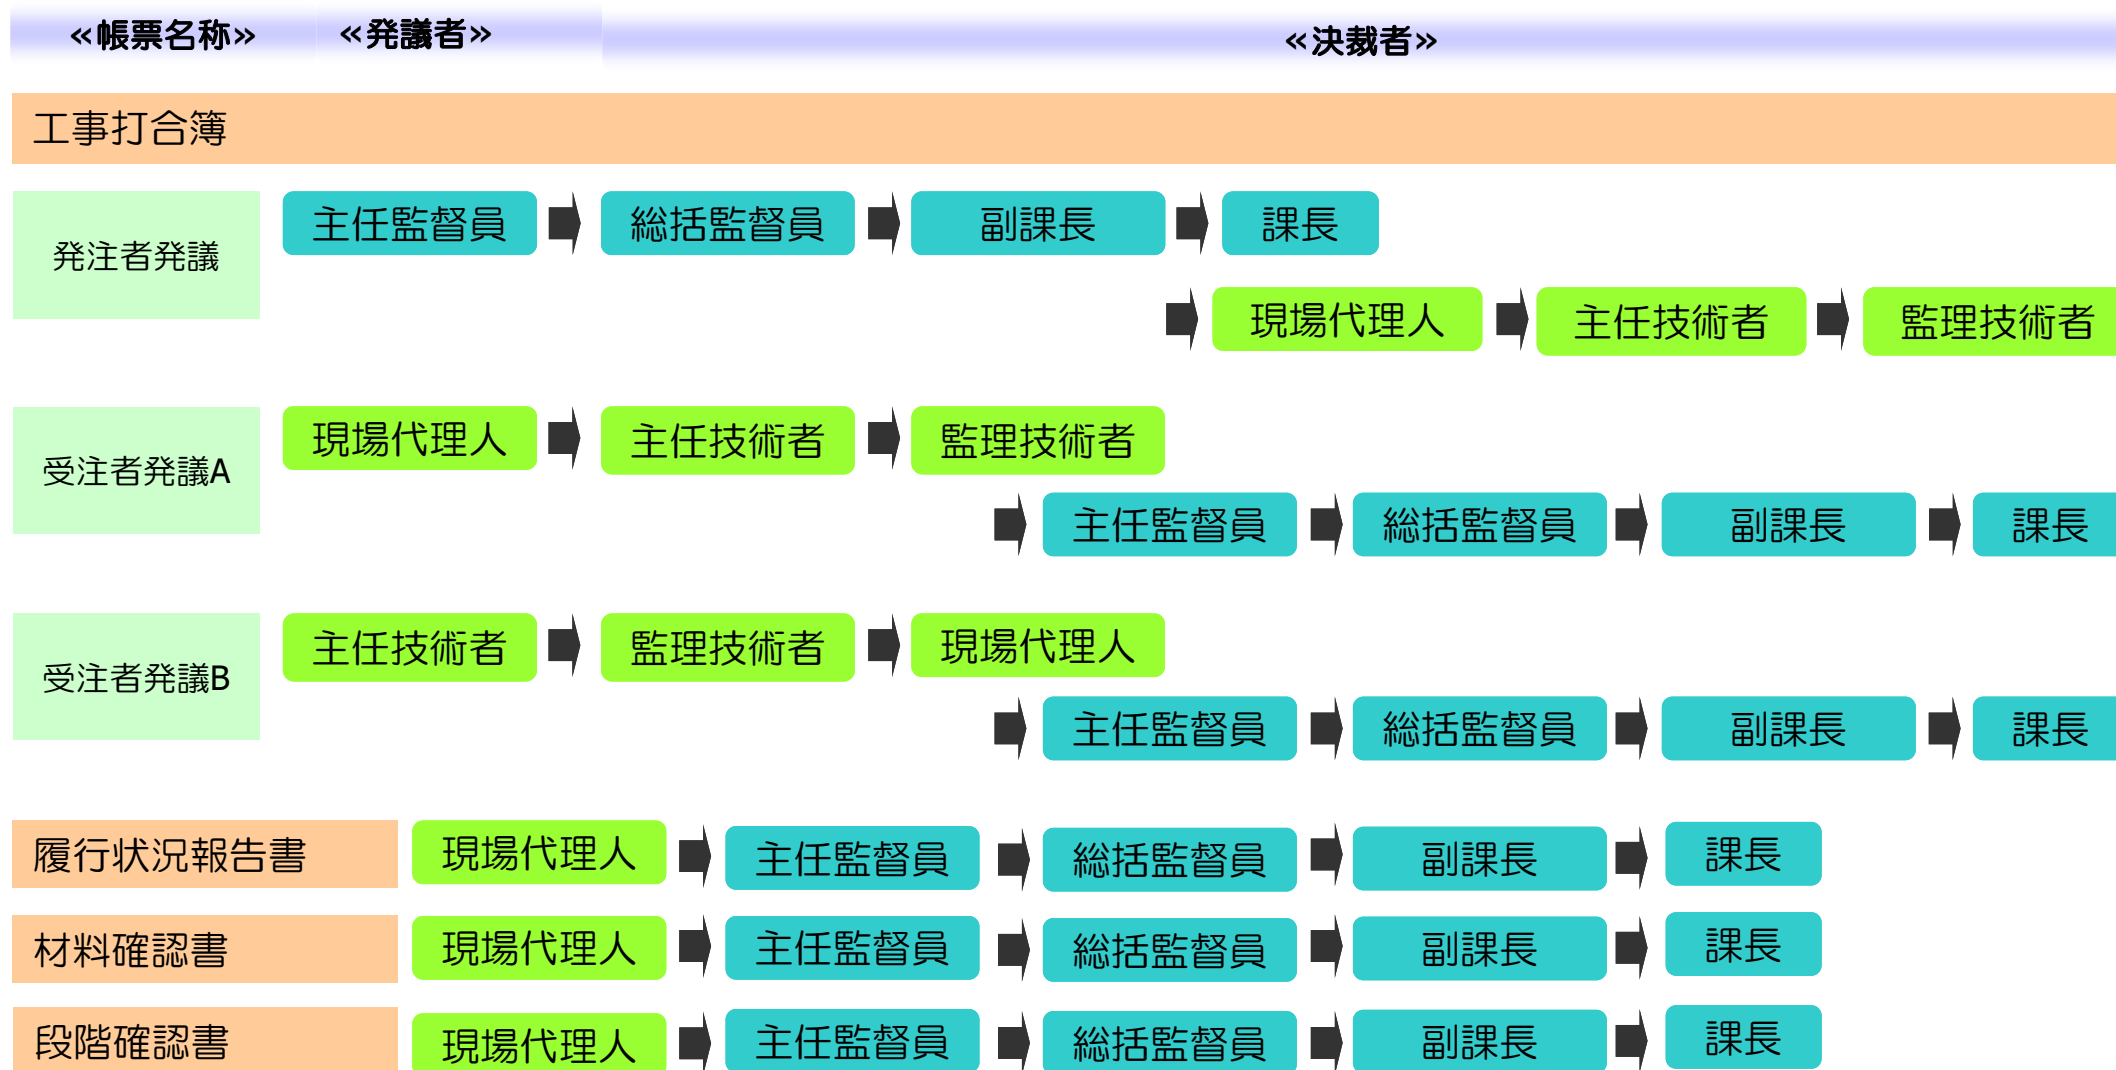 ≪帳票名称≫ ≪発議者≫ ≪決裁者≫
工事打合簿
発注者発議 主任監督員 総括監督員 副課長 課長
現場代理人 主任技術者 監理技術者
受注者発議A 現場代理人 主任技術者 監理技術者
主任監督員 総括監督員 副課長 課長
受注者発議B 主任技術者 監理技術者 現場代理人
主任監督員 総括監督員 副課長 課長
履行状況報告書 現場代理人 主任監督員 総括監督員 副課長 課長
材料確認書 現場代理人 主任監督員 総括監督員 副課長 課長
段階確認書 現場代理人 主任監督員 総括監督員 副課長 課長